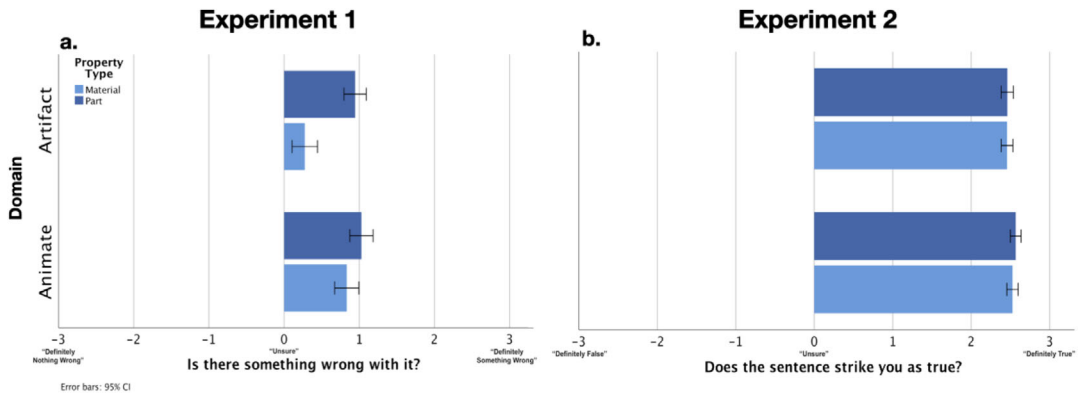 Experiment 1
a.
Property
Type
Material
Part
Domain
Artifact
Animate
-3
-2
-1
0
1
2
3
"Definitely
Nothing Wrong"
"Unsure"
"Definitely
Something Wrong"
Is there something wrong with it?
Error bars: 95% CI
Experiment 2
b.
-3
-2
-1
0
1
2
3
"Definitely False"
"Unsure"
"Definitely True"
Does the sentence strike you as true?